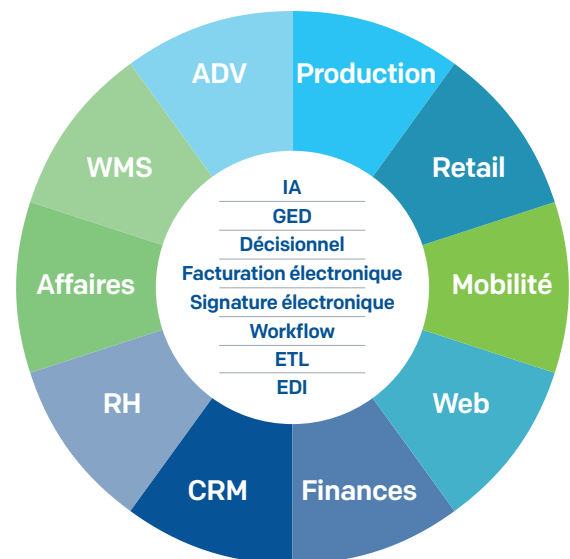 ADV
Production
WMS
Retail
IA
GED
Décisionnel
Facturation électronique
Signature électronique
Workflow
ETL
EDI
Affaires
Mobilité
RH
Web
CRM
Finances